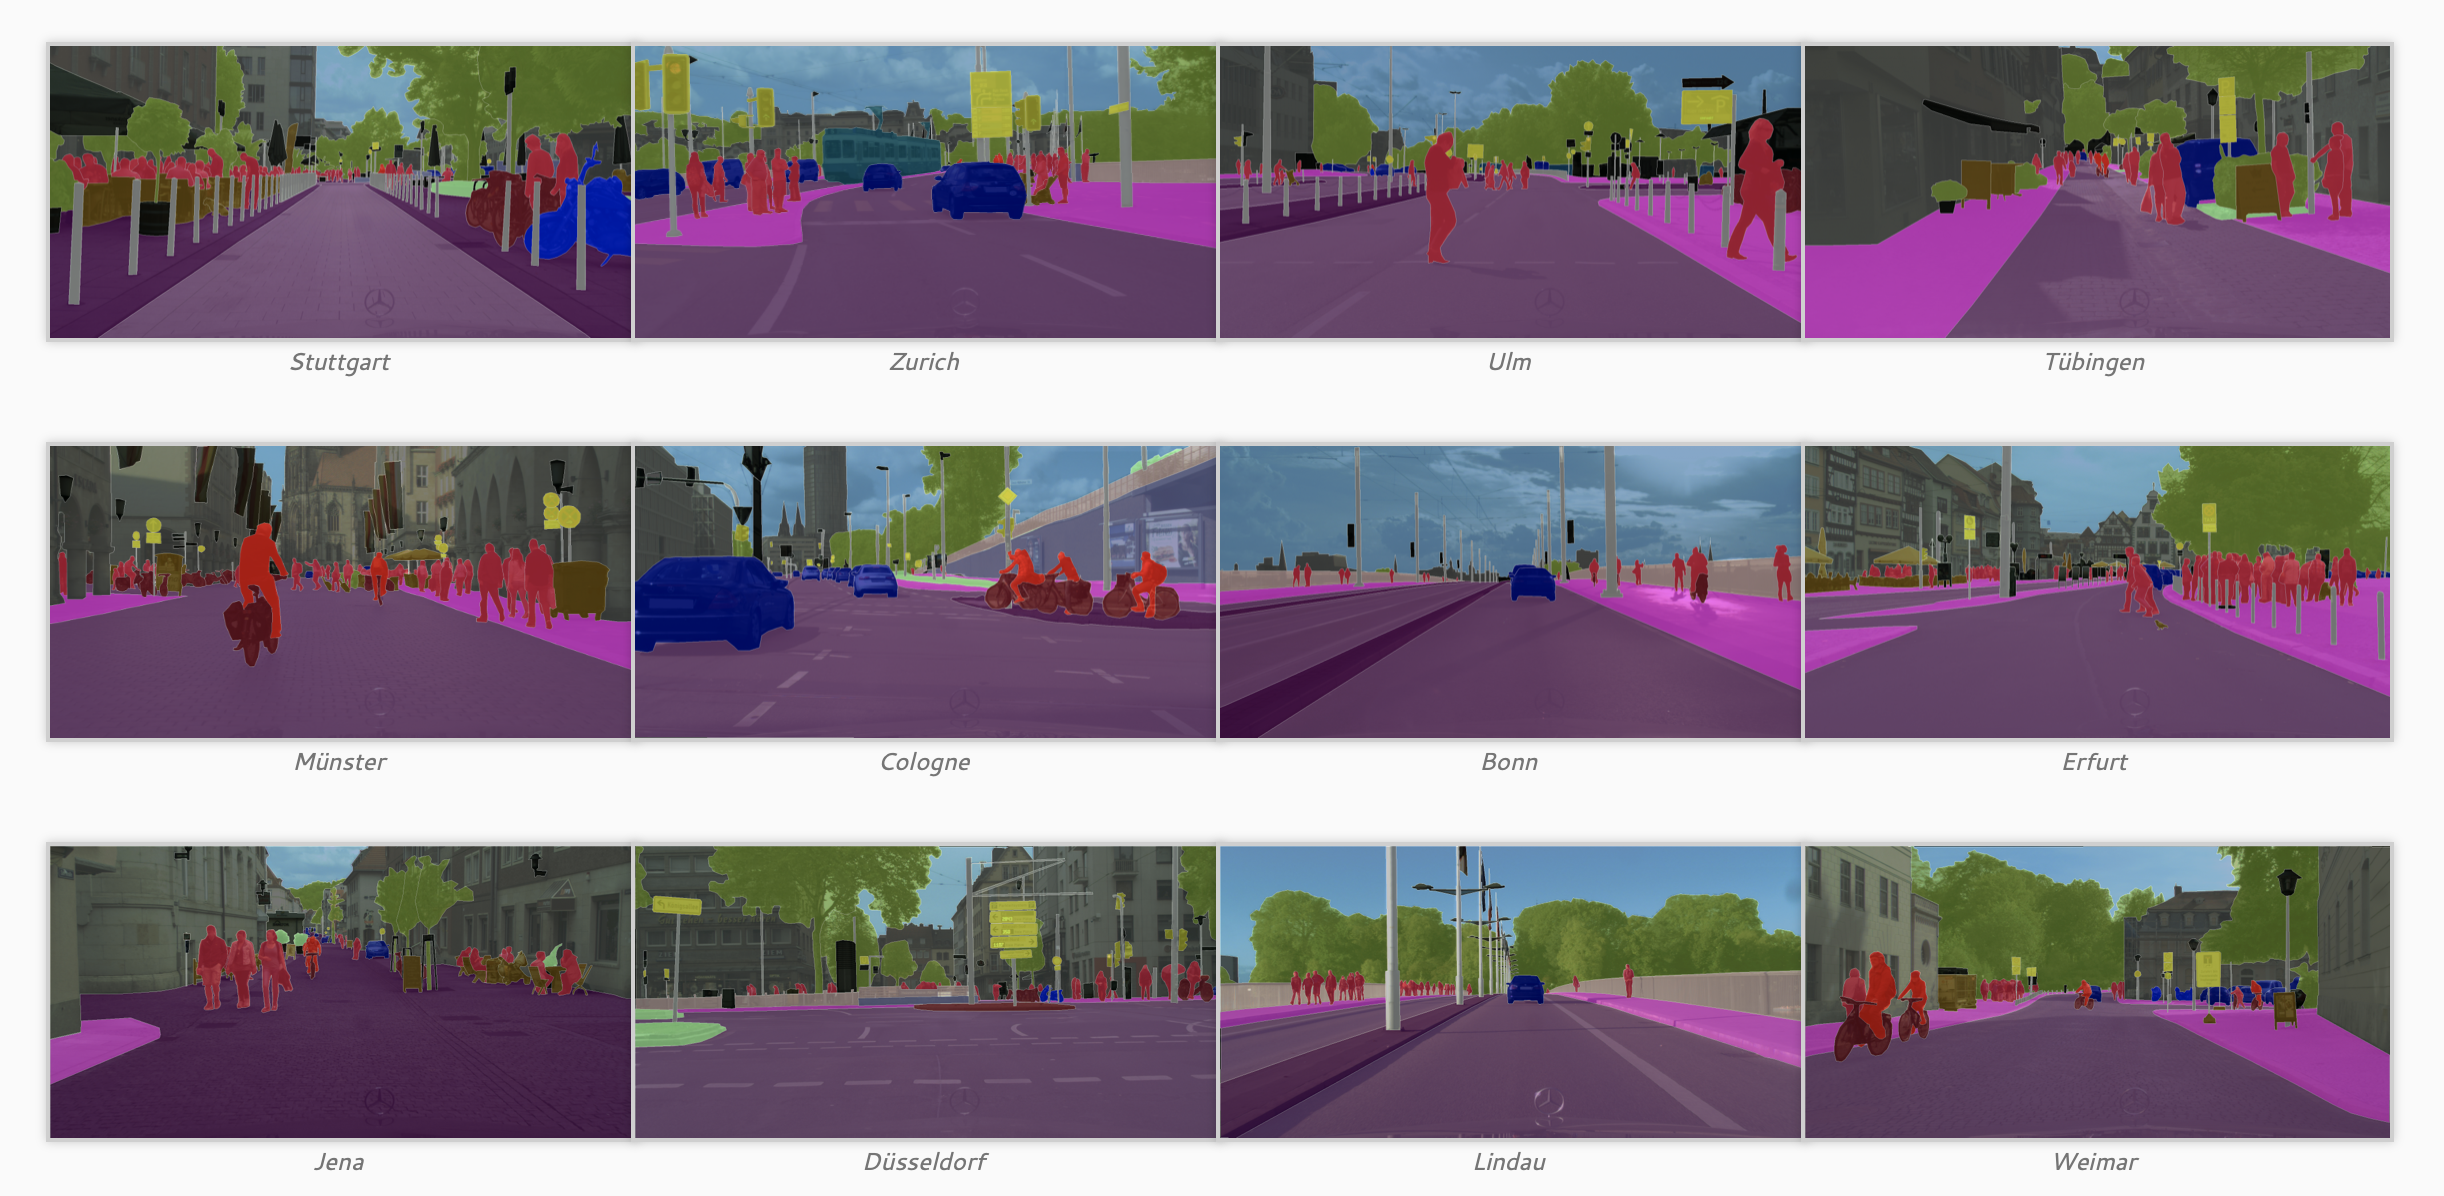 Stuttgart
Zurich
Ulm
Tübingen
Münster
Cologne
Bonn
Erfurt
Jena
Düsseldorf
Lindau
Weimar